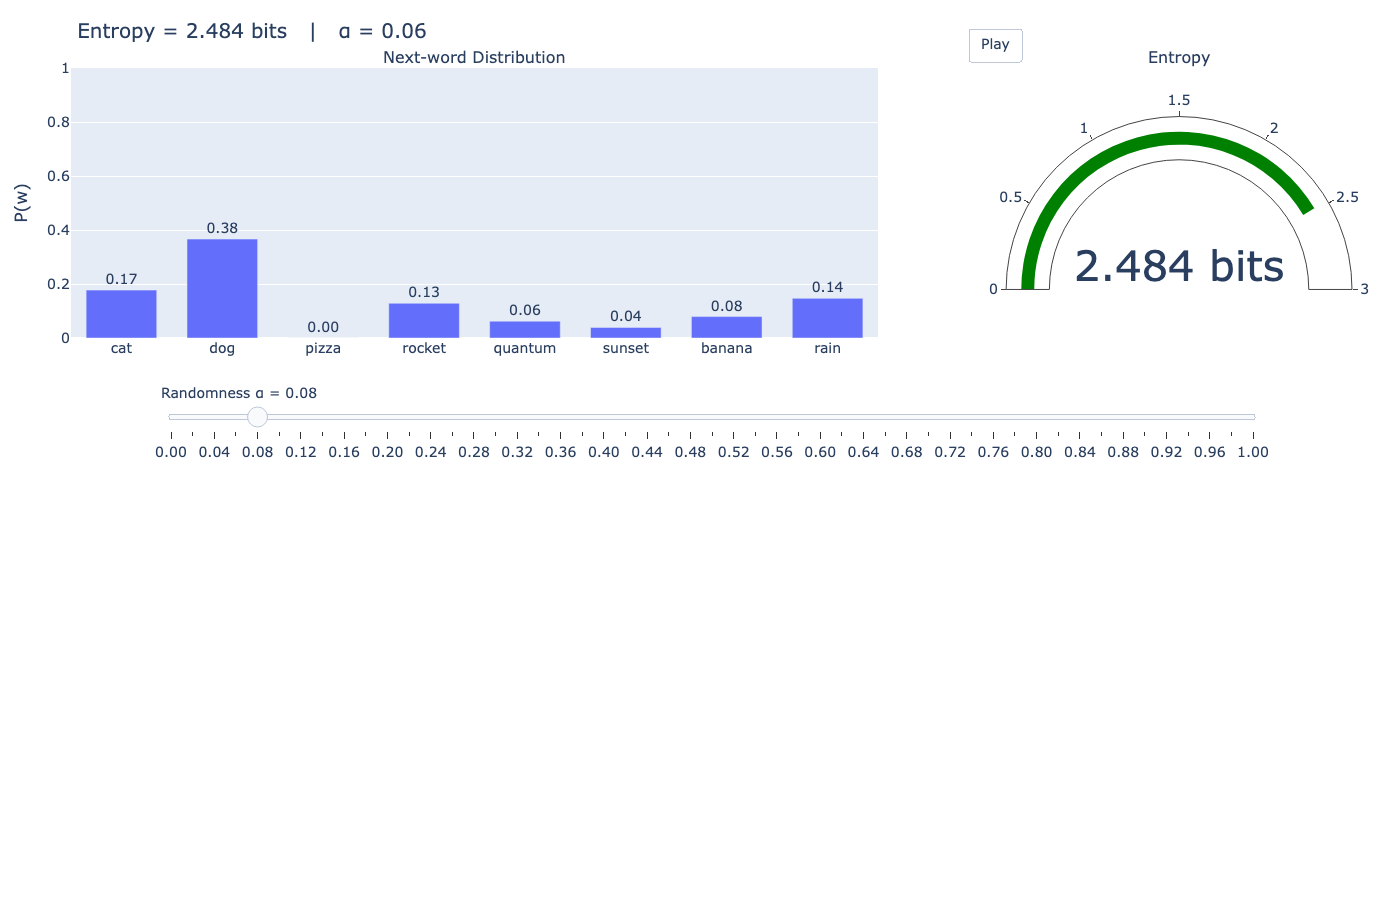 Entropy = 2.484 bits | α = 0.06
Play
Next-word Distribution
Entropy
P(w)
1
0.8
0.6
0.4
0.2
0
0.17
0.38
0.00
0.13
0.06
0.04
0.08
0.14
cat dog pizza rocket quantum sunset banana rain
0
0.5
1
1.5
2
2.5
3
2.484 bits
Randomness α = 0.08
0.00 0.04 0.08 0.12 0.16 0.20 0.24 0.28 0.32 0.36 0.40 0.44 0.48 0.52 0.56 0.60 0.64 0.68 0.72 0.76 0.80 0.84 0.88 0.92 0.96 1.00